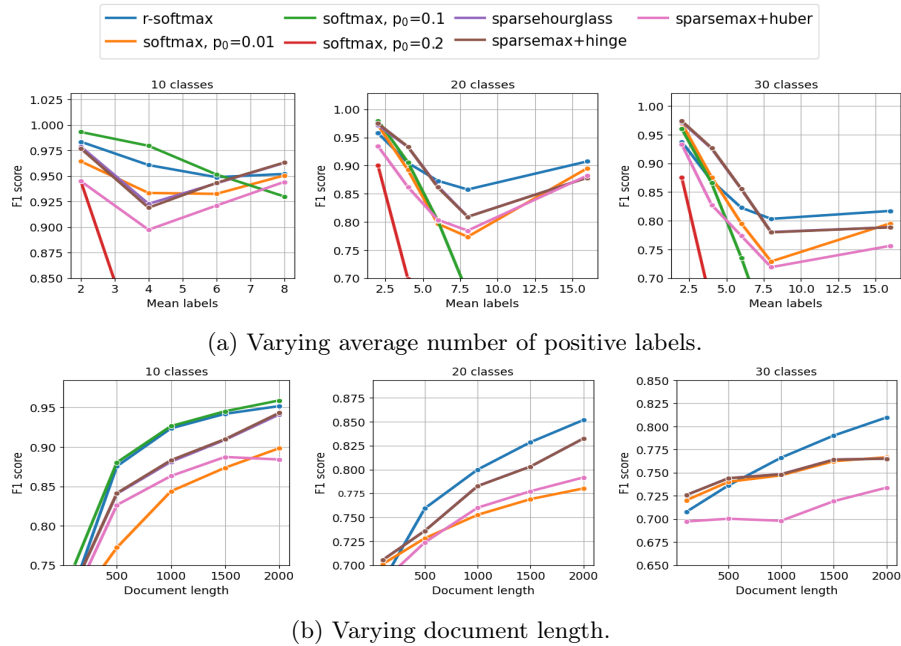 r-softmax softmax, p₀=0.1 sparsehourglass sparsemax+huber
softmax, p₀=0.01 softmax, p₀=0.2 sparsemax+hinge
10 classes 20 classes 30 classes
F1 score
1.025
1.000
0.975
0.950
0.925
0.900
0.875
0.850
2 3 4 5 6 7 8
Mean labels
F1 score
1.00
0.95
0.90
0.85
0.80
0.75
0.70
2.5 5.0 7.5 10.0 12.5 15.0
Mean labels
F1 score
1.00
0.95
0.90
0.85
0.80
0.75
0.70
2.5 5.0 7.5 10.0 12.5 15.0
Mean labels
(a) Varying average number of positive labels.
10 classes 20 classes 30 classes
F1 score
0.95
0.90
0.85
0.80
0.75
500 1000 1500 2000
Document length
F1 score
0.875
0.850
0.825
0.800
0.775
0.750
0.725
0.700
500 1000 1500 2000
Document length
F1 score
0.850
0.825
0.800
0.775
0.750
0.725
0.700
0.675
0.650
500 1000 1500 2000
Document length
(b) Varying document length.